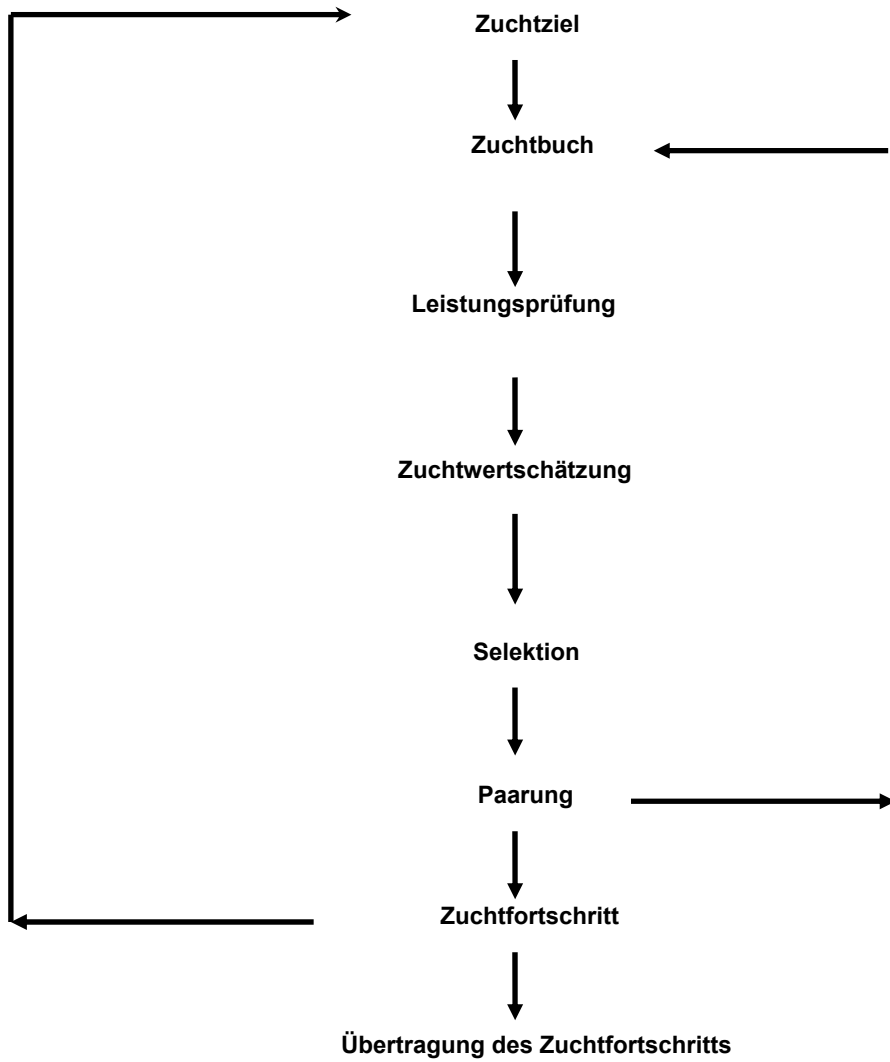 Zuchtziel
Zuchtbuch
Leistungsprüfung
Zuchtwertschätzung
Selektion
Paarung
Zuchtfortschritt
Übertragung des Zuchtfortschritts